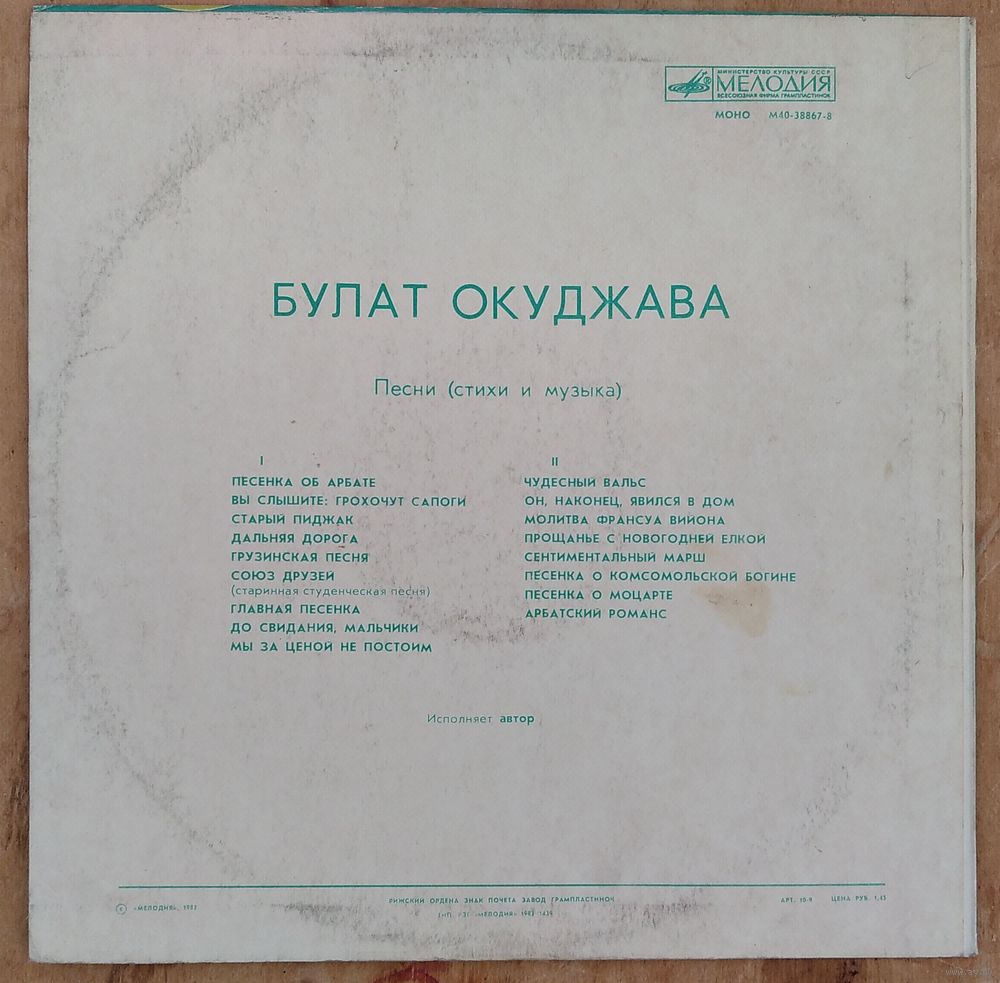 МИНИСТЕРСТВО КУЛЬТУРЫ СССР
МЕЛОДИЯ
ВСЕСОЮЗНАЯ ФИРМА ГРАМПЛАСТИНОК
МОНО М40-38867-8
БУЛАТ ОКУДЖАВА
Песни (стихи и музыка)
I
ПЕСЕНКА ОБ АРБАТЕ
ВЫ СЛЫШИТЕ: ГРОХОЧУТ САПОГИ
СТАРЫЙ ПИДЖАК
ДАЛЬНЯЯ ДОРОГА
ГРУЗИНСКАЯ ПЕСНЯ
СОЮЗ ДРУЗЕЙ
(старинная студенческая песня)
ГЛАВНАЯ ПЕСЕНКА
ДО СВИДАНИЯ, МАЛЬЧИКИ
МЫ ЗА ЦЕНОЙ НЕ ПОСТОИМ
II
ЧУДЕСНЫЙ ВАЛЬС
ОН, НАКОНЕЦ, ЯВИЛСЯ В ДОМ
МОЛИТВА ФРАНСУА ВИЙОНА
ПРОЩАНЬЕ С НОВОГОДНЕЙ ЕЛКОЙ
СЕНТИМЕНТАЛЬНЫЙ МАРШ
ПЕСЕНКА О КОМСОМОЛЬСКОЙ БОГИНЕ
ПЕСЕНКА О МОЦАРТЕ
АРБАТСКИЙ РОМАНС
Исполняет автор
© «МЕЛОДИЯ»,
РИЖСКИЙ ОРДЕНА ЗНАК ПОЧЕТА ЗАВОД ГРАМПЛАСТИНОК
«МЕЛОДИЯ»
АРТ. ЦЕНА РУБ. 1,45